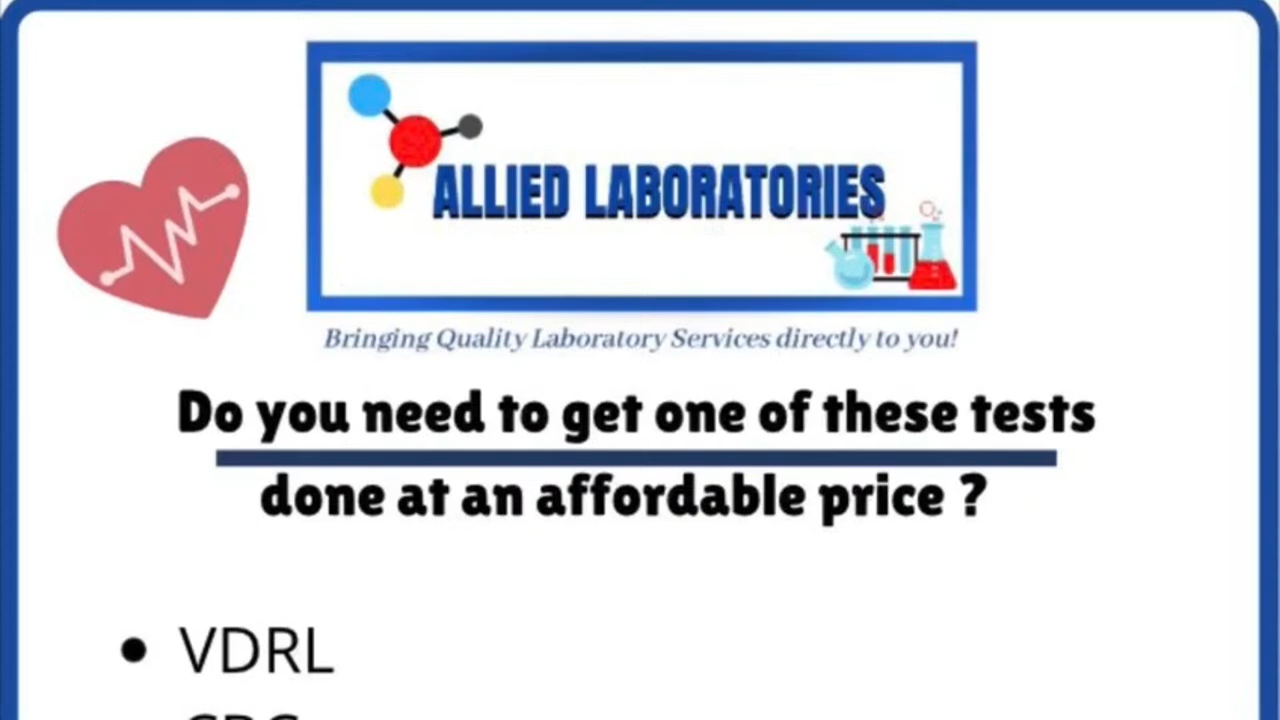 ALLIED LABORATORIES
Bringing Quality Laboratory Services directly to you!
Do you need to get one of these tests
done at an affordable price ?
• VDRL